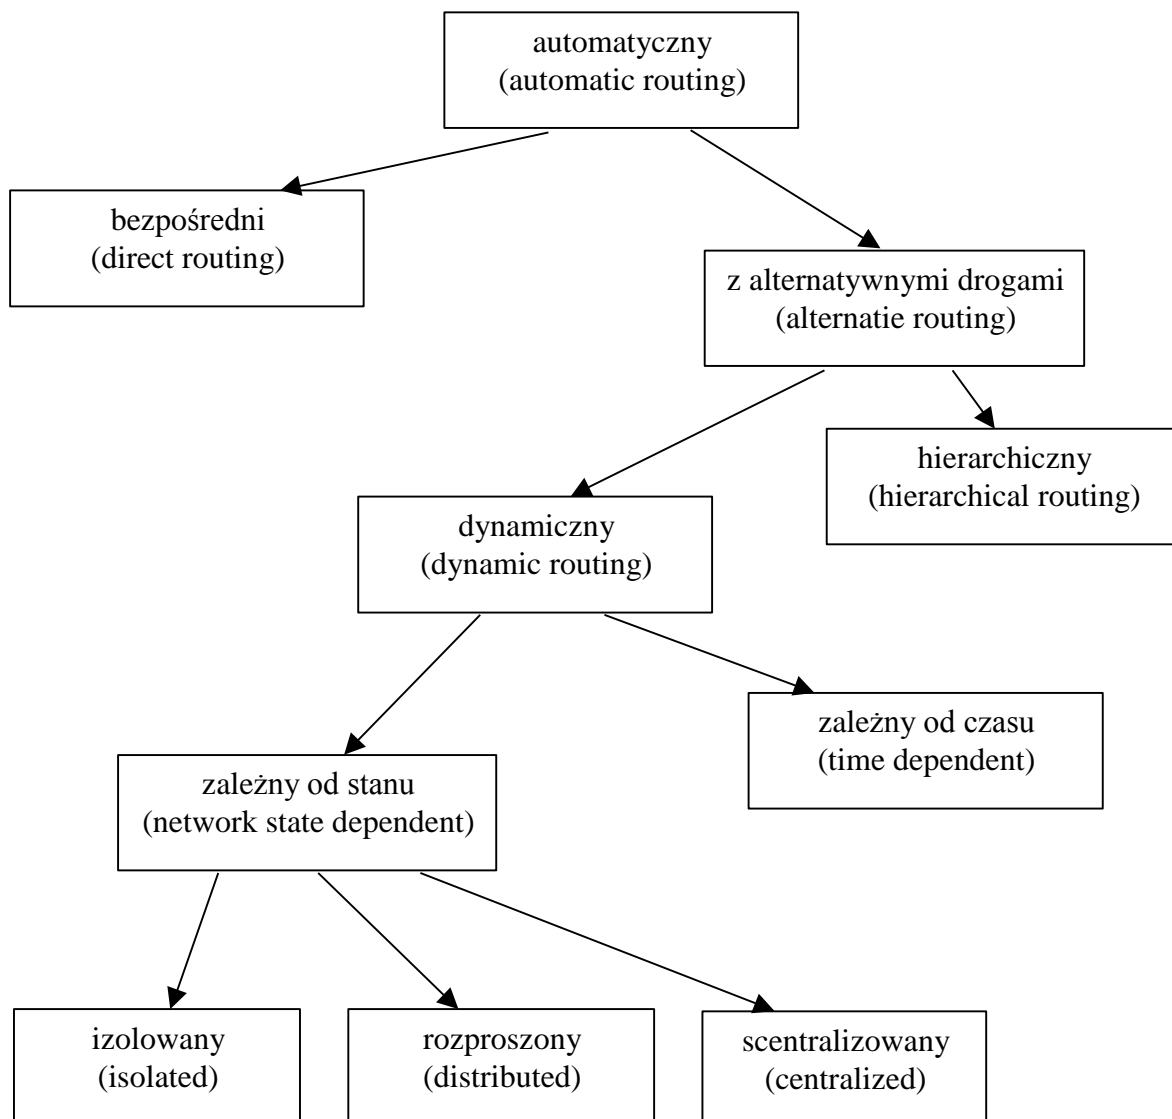 automatyczny
(automatic routing)
bezpośredni
(direct routing)
z alternatywnymi drogami
(alternatie routing)
hierarchiczny
(hierarchical routing)
dynamiczny
(dynamic routing)
zależny od czasu
(time dependent)
zależny od stanu
(network state dependent)
izolowany
(isolated)
rozproszony
(distributed)
scentralizowany
(centralized)